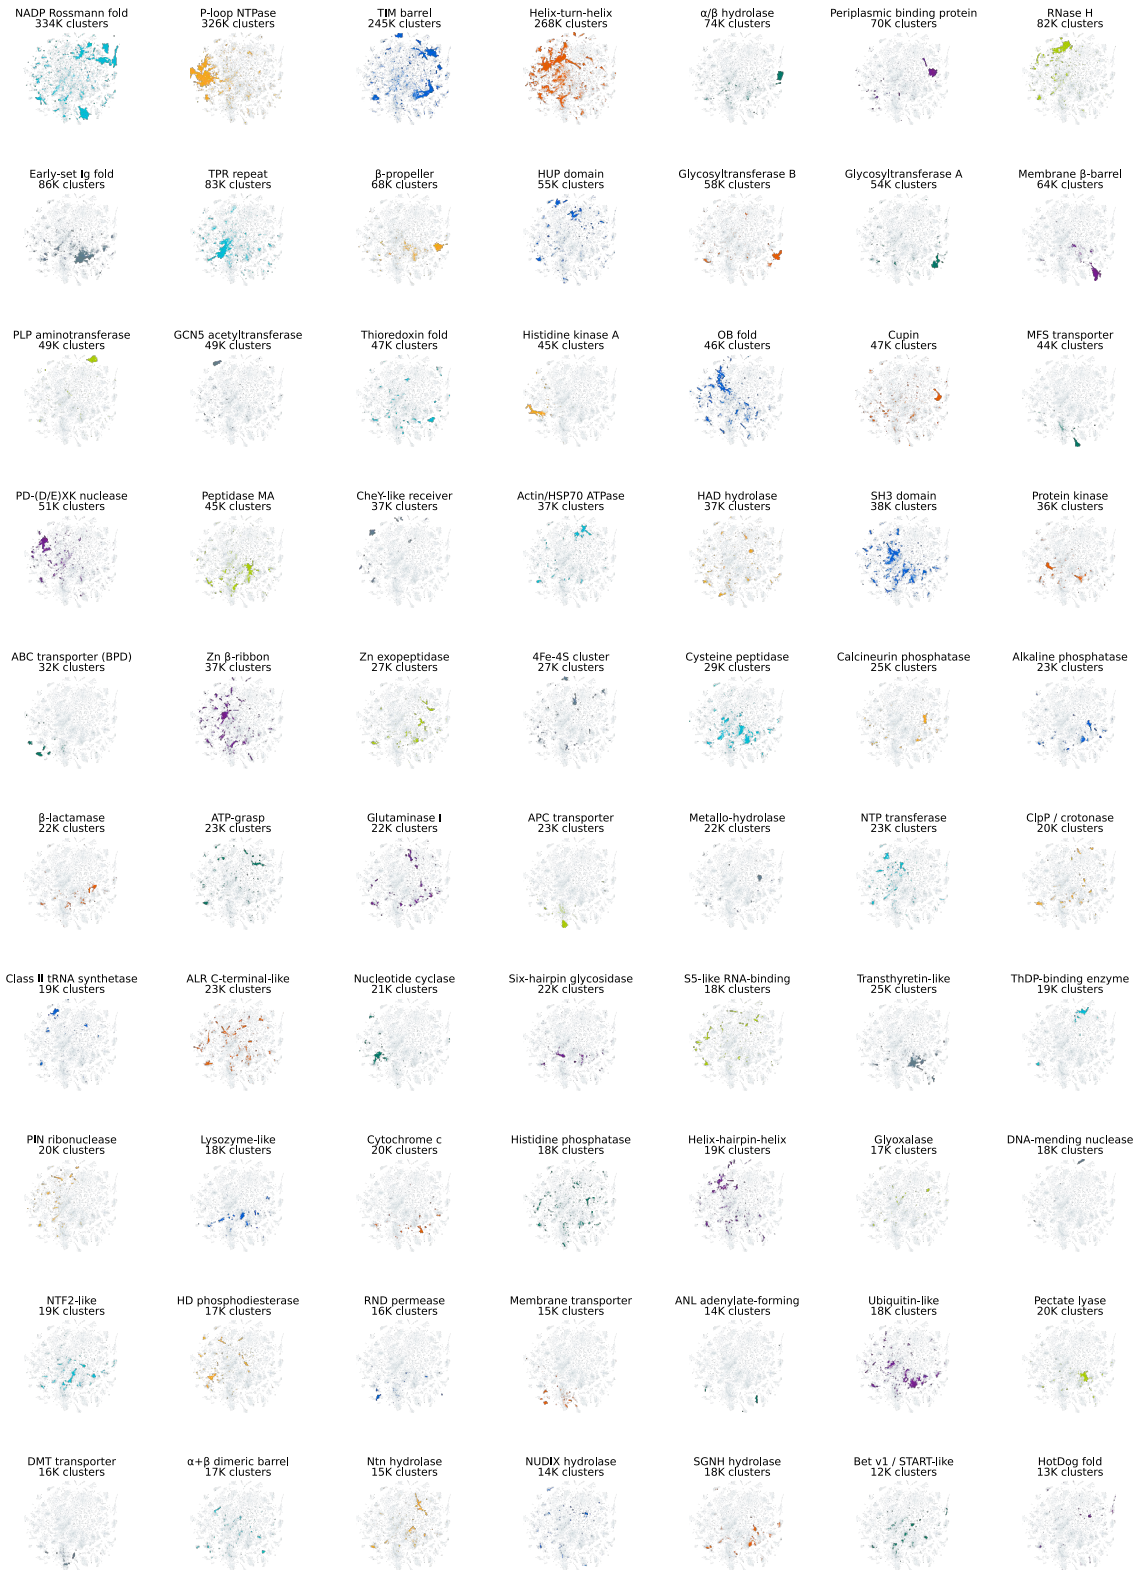 NADP Rossmann fold
334K clusters
P-loop NTPase
326K clusters
TIM barrel
245K clusters
Helix-turn-helix
268K clusters
α/β hydrolase
74K clusters
Periplasmic binding protein
70K clusters
RNase H
82K clusters
Early-set Ig fold
86K clusters
TPR repeat
83K clusters
β-propeller
68K clusters
HUP domain
55K clusters
Glycosyltransferase B
58K clusters
Glycosyltransferase A
54K clusters
Membrane β-barrel
64K clusters
PLP aminotransferase
49K clusters
GCN5 acetyltransferase
49K clusters
Thioredoxin fold
47K clusters
Histidine kinase A
45K clusters
OB fold
46K clusters
Cupin
47K clusters
MFS transporter
44K clusters
PD-(D/E)XK nuclease
51K clusters
Peptidase MA
45K clusters
CheY-like receiver
37K clusters
Actin/HSP70 ATPase
37K clusters
HAD hydrolase
37K clusters
SH3 domain
38K clusters
Protein kinase
36K clusters
ABC transporter (BPD)
32K clusters
Zn β-ribbon
37K clusters
Zn exopeptidase
27K clusters
4Fe-4S cluster
27K clusters
Cysteine peptidase
29K clusters
Calcineurin phosphatase
25K clusters
Alkaline phosphatase
23K clusters
β-lactamase
22K clusters
ATP-grasp
23K clusters
Glutaminase I
22K clusters
APC transporter
23K clusters
Metallo-hydrolase
22K clusters
NTP transferase
23K clusters
ClpP / crotonase
20K clusters
Class II tRNA synthetase
19K clusters
ALR C-terminal-like
23K clusters
Nucleotide cyclase
21K clusters
Six-hairpin glycosidase
22K clusters
S5-like RNA-binding
18K clusters
Transthyretin-like
25K clusters
ThDP-binding enzyme
19K clusters
PIN ribonuclease
20K clusters
Lysozyme-like
18K clusters
Cytochrome c
20K clusters
Histidine phosphatase
18K clusters
Helix-hairpin-helix
19K clusters
Glyoxalase
17K clusters
DNA-mending nuclease
18K clusters
NTF2-like
19K clusters
HD phosphodiesterase
17K clusters
RND permease
16K clusters
Membrane transporter
15K clusters
ANL adenylate-forming
14K clusters
Ubiquitin-like
18K clusters
Pectate lyase
20K clusters
DMT transporter
16K clusters
α+β dimeric barrel
17K clusters
Ntn hydrolase
15K clusters
NUDIX hydrolase
14K clusters
SGNH hydrolase
18K clusters
Bet v1 / START-like
12K clusters
HotDog fold
13K clusters